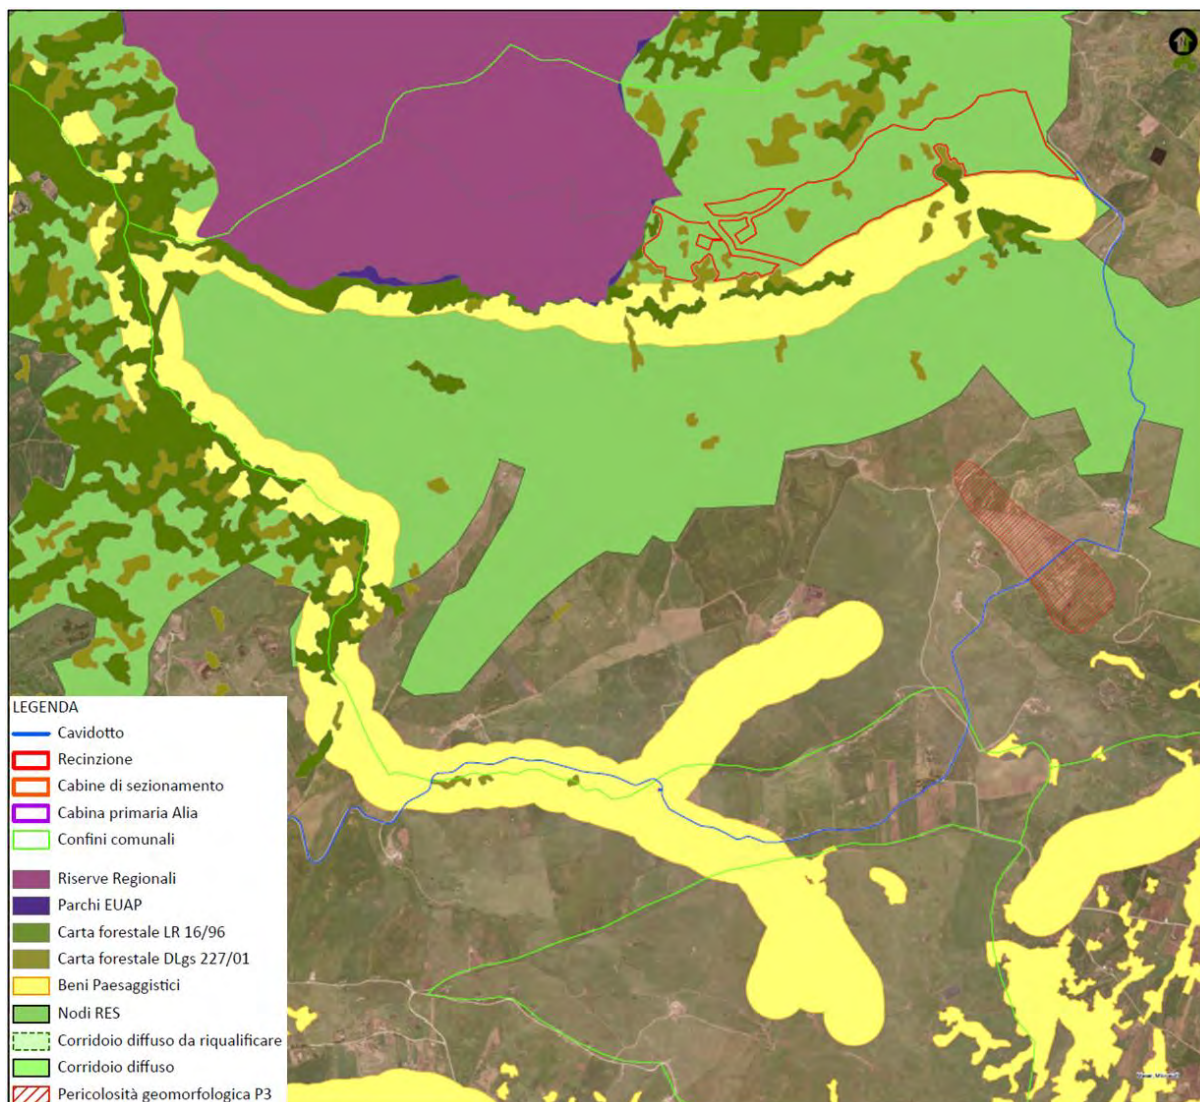 LEGENDA
Cavidotto
Recinzione
Cabine di sezionamento
Cabina primaria Alia
Confini comunali
Riserve Regionali
Parchi EUAP
Carta forestale LR 16/96
Carta forestale DLgs 227/01
Beni Paesaggistici
Nodi RES
Corridoio diffuso da riqualificare
Corridoio diffuso
Pericolosità geomorfologica P3